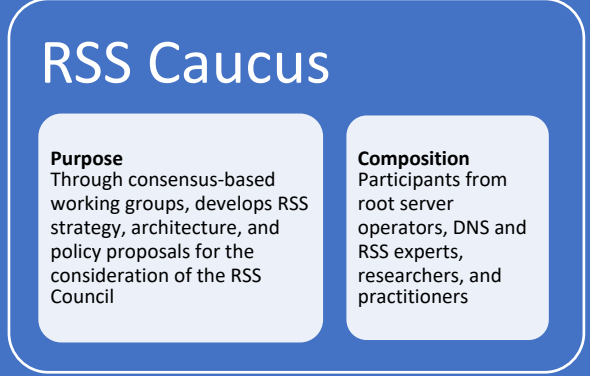 RSS Caucus
Purpose
Through consensus-based
working groups, develops RSS
strategy, architecture, and
policy proposals for the
consideration of the RSS
Council
Composition
Participants from
root server
operators, DNS and
RSS experts,
researchers, and
practitioners